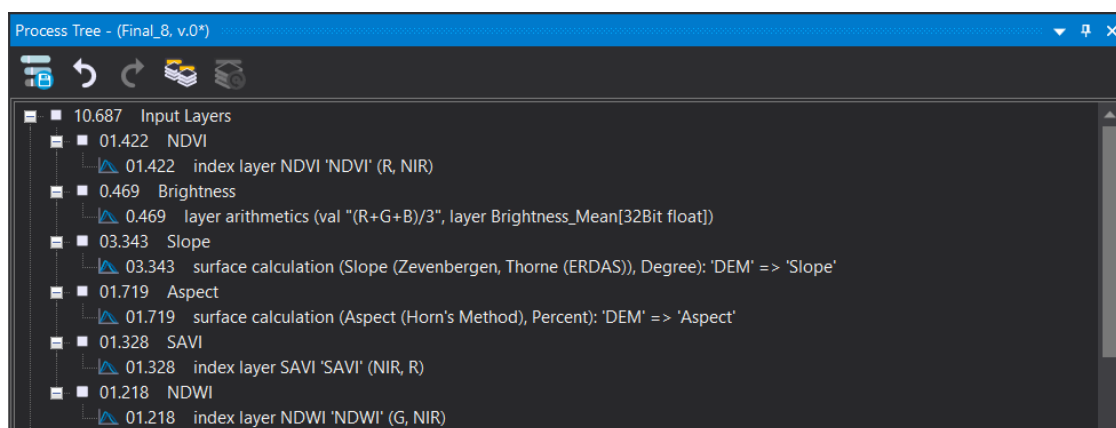 Process Tree - (Final_8, v.0*)
10.687 Input Layers
01.422 NDVI
01.422 index layer NDVI 'NDVI' (R, NIR)
0.469 Brightness
0.469 layer arithmetics (val "(R+G+B)/3", layer Brightness_Mean[32Bit float])
03.343 Slope
03.343 surface calculation (Slope (Zevenbergen, Thorne (ERDAS)), Degree): 'DEM' => 'Slope'
01.719 Aspect
01.719 surface calculation (Aspect (Horn's Method), Percent): 'DEM' => 'Aspect'
01.328 SAVI
01.328 index layer SAVI 'SAVI' (NIR, R)
01.218 NDWI
01.218 index layer NDWI 'NDWI' (G, NIR)